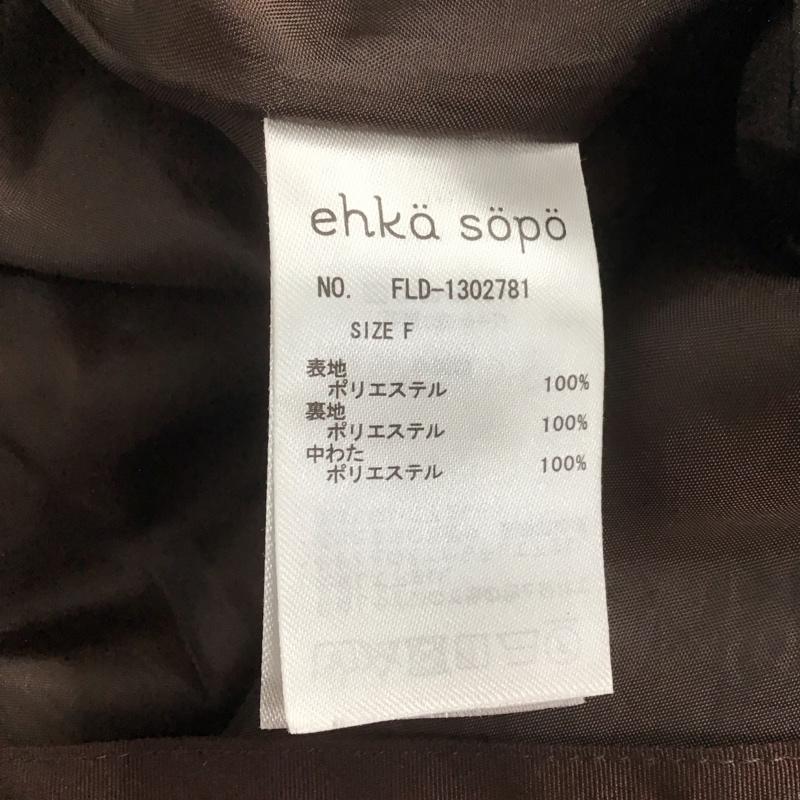 ehkä söpö
NO. FLD-1302781
SIZE F
表地
ポリエステル 100%
裏地
ポリエステル 100%
中わた
ポリエステル 100%